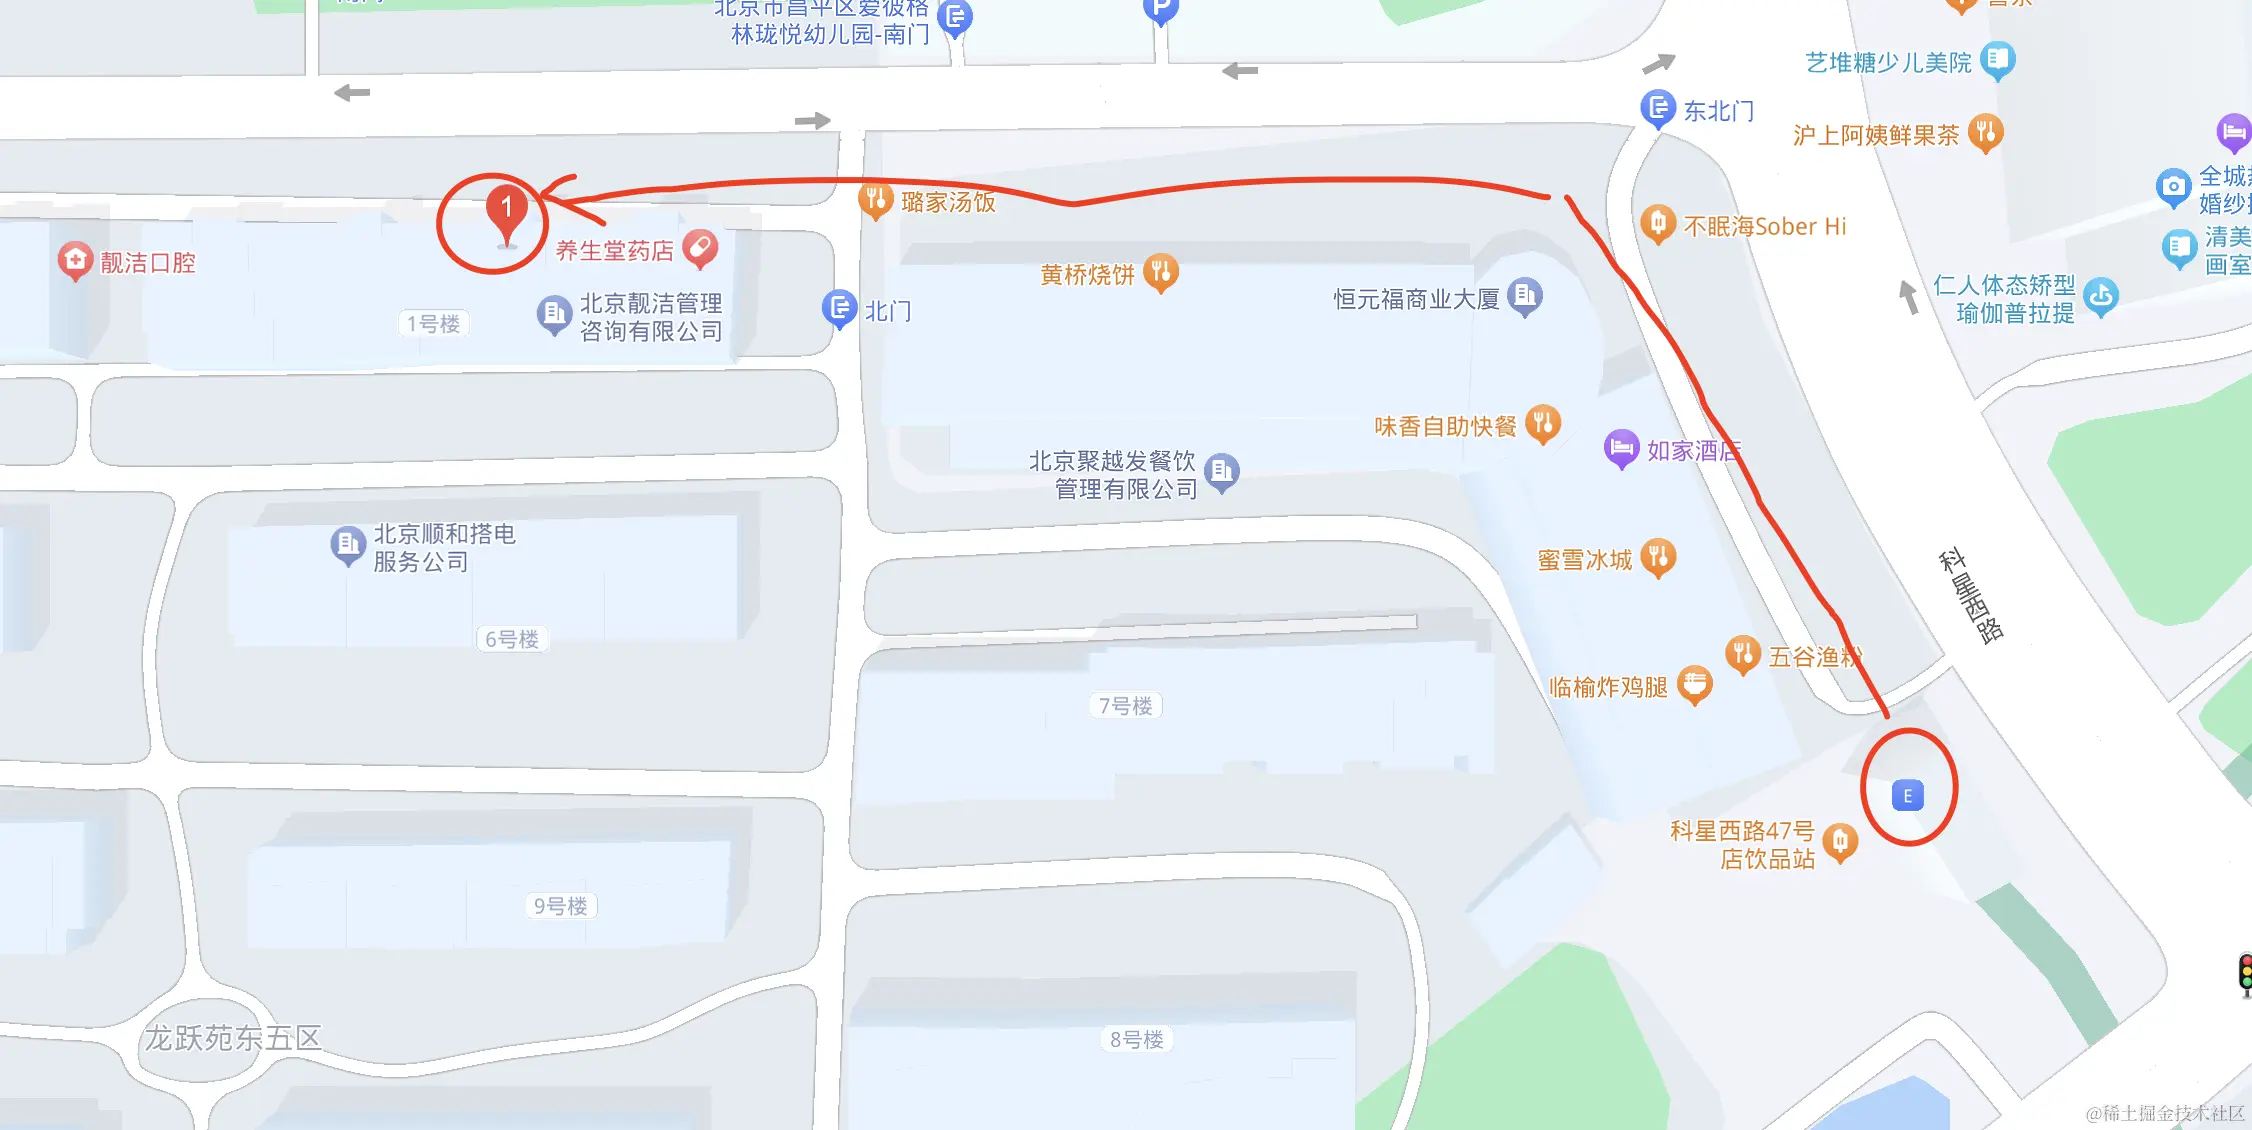 北京市昌平区爱彼格
林珑悦幼儿园-南门
P
艺堆糖少儿美院
东北门
沪上阿姨鲜果茶
全城热
婚纱摄
1
璐家汤饭
不眠海Sober Hi
清美
画室
养生堂药店
靓洁口腔
黄桥烧饼
仁人体态矫型
瑜伽普拉提
恒元福商业大厦
北京靓洁管理
咨询有限公司
北门
1号楼
味香自助快餐
如家酒店
北京聚越发餐饮
管理有限公司
北京顺和搭电
服务公司
蜜雪冰城
科星西路
6号楼
五谷渔粉
临榆炸鸡腿
7号楼
E
科星西路47号
店饮品站
9号楼
龙跃苑东五区
8号楼
@稀土掘金技术社区